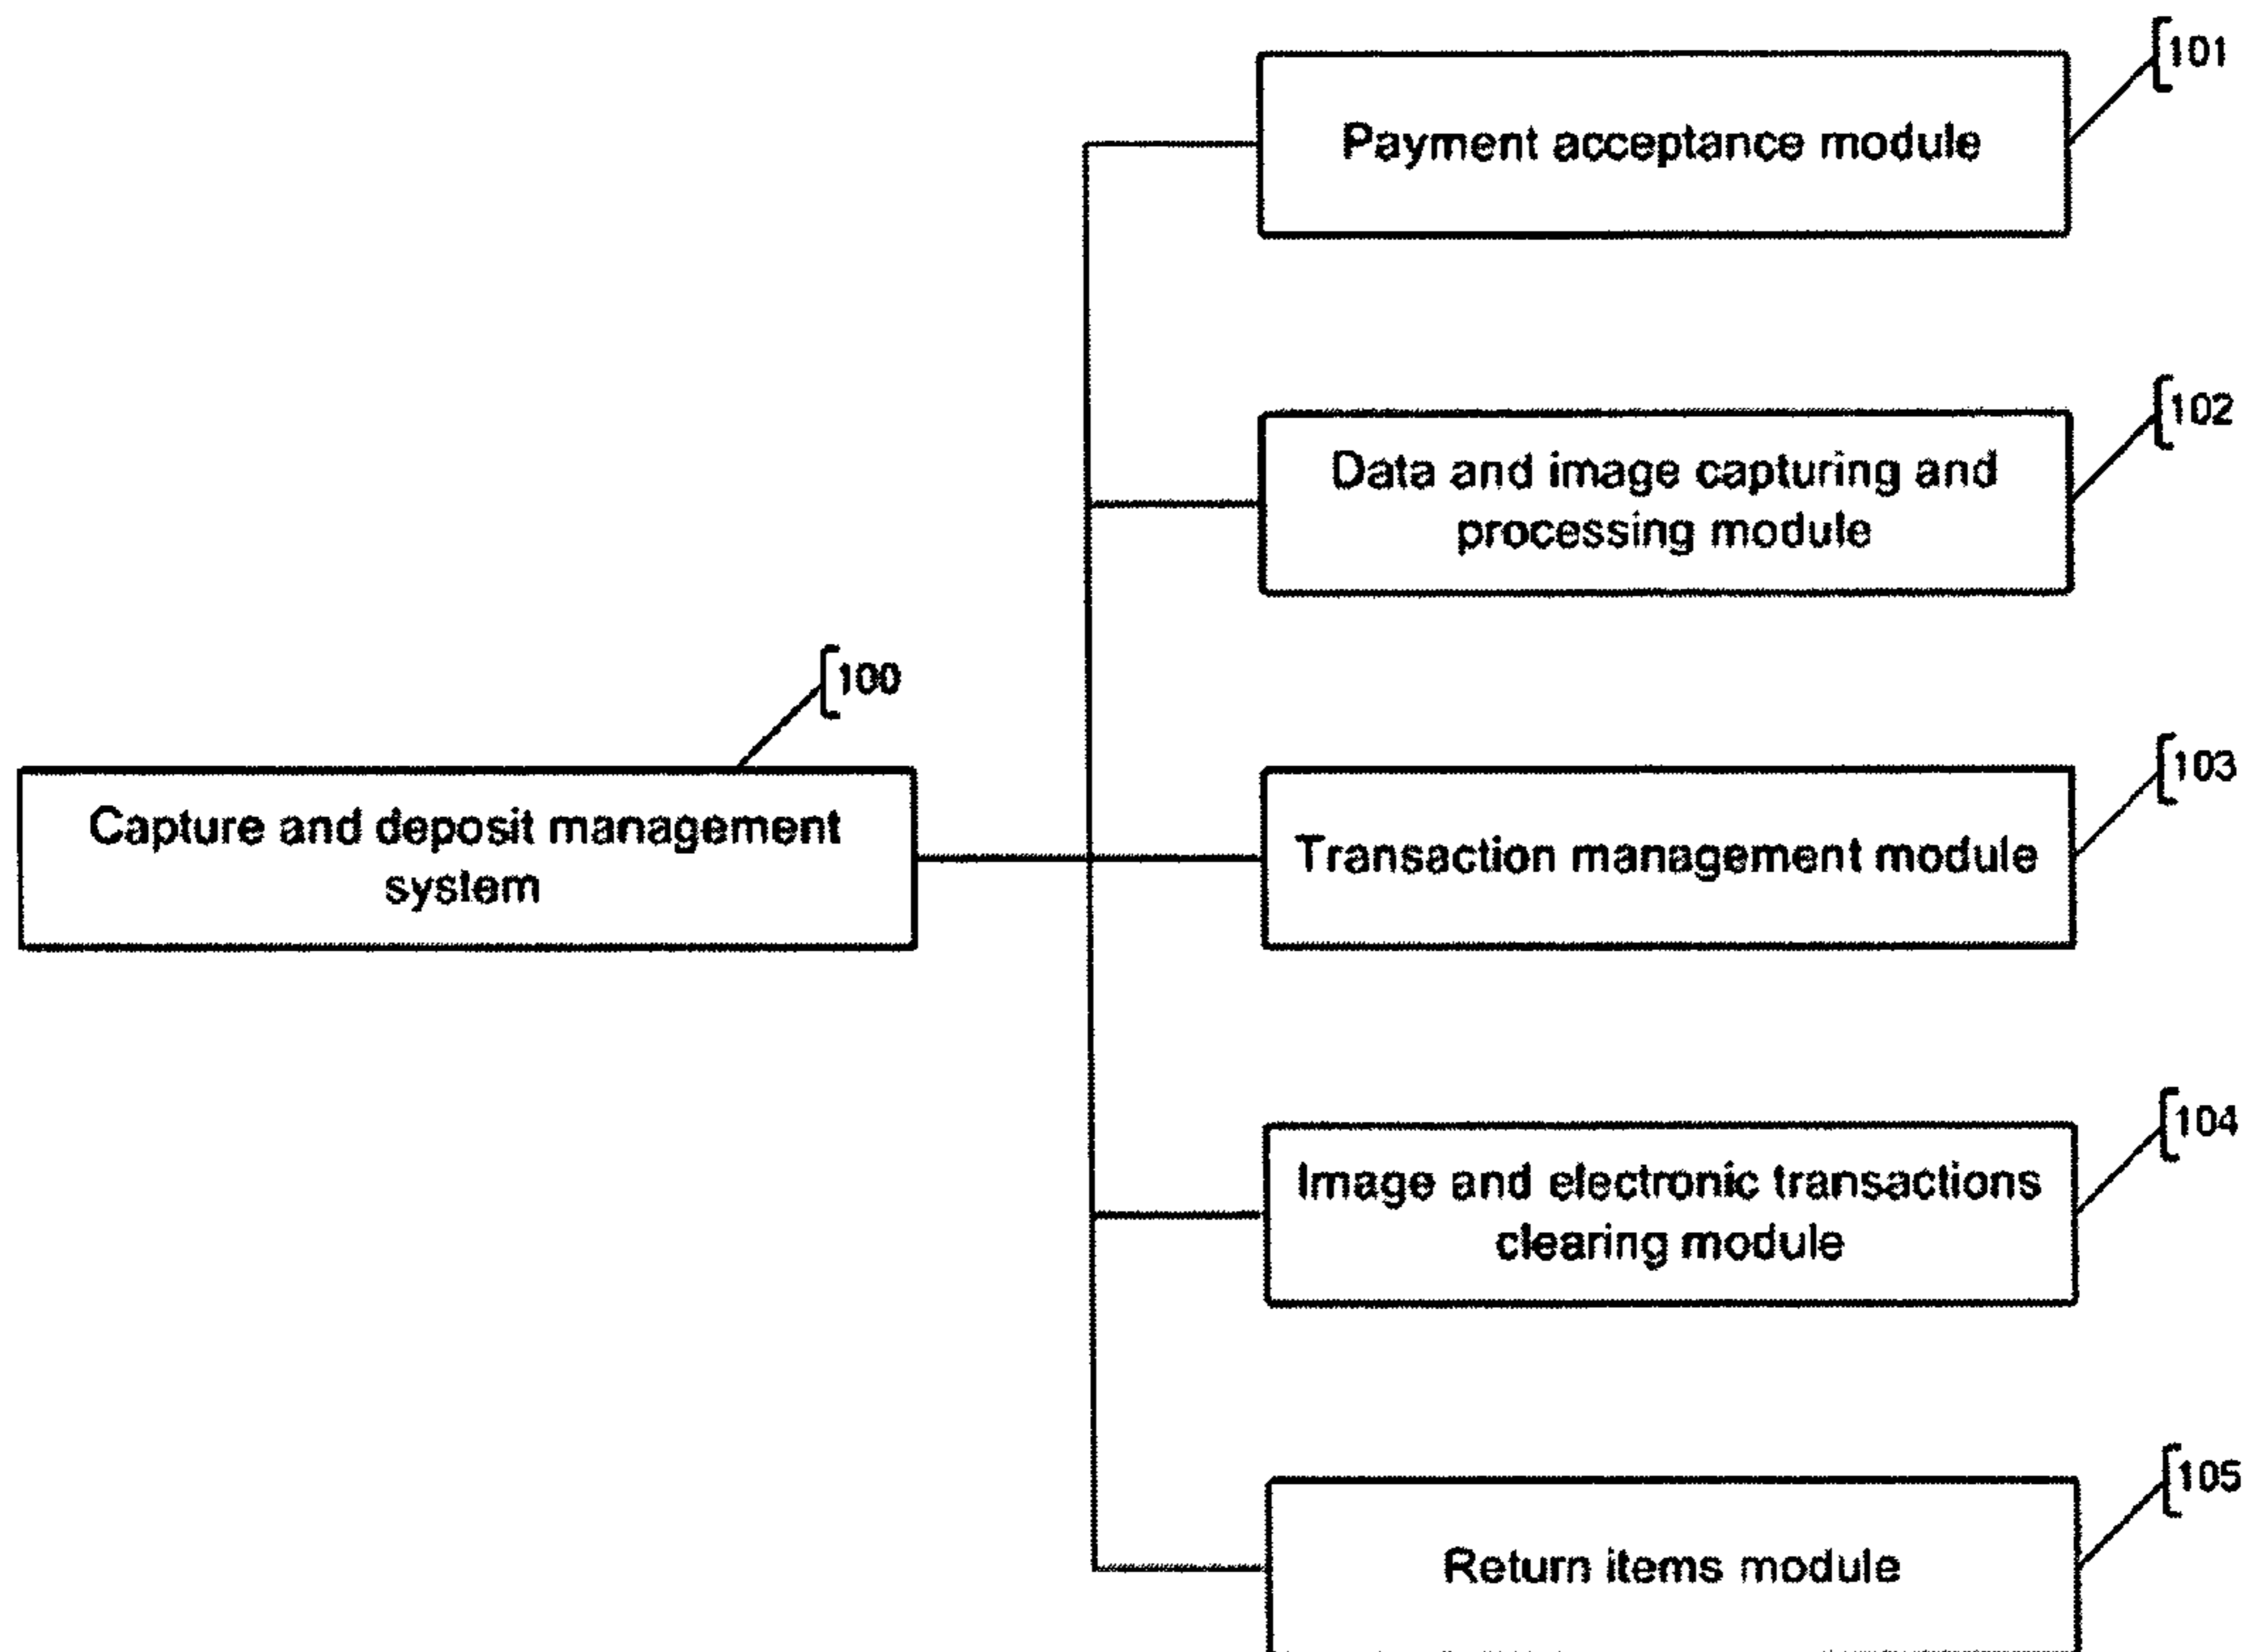 101
Payment acceptance module
102
Data and image capturing and
processing module
100
Capture and deposit management
system
103
Transaction management module
104
Image and electronic transactions
clearing module
105
Return items module